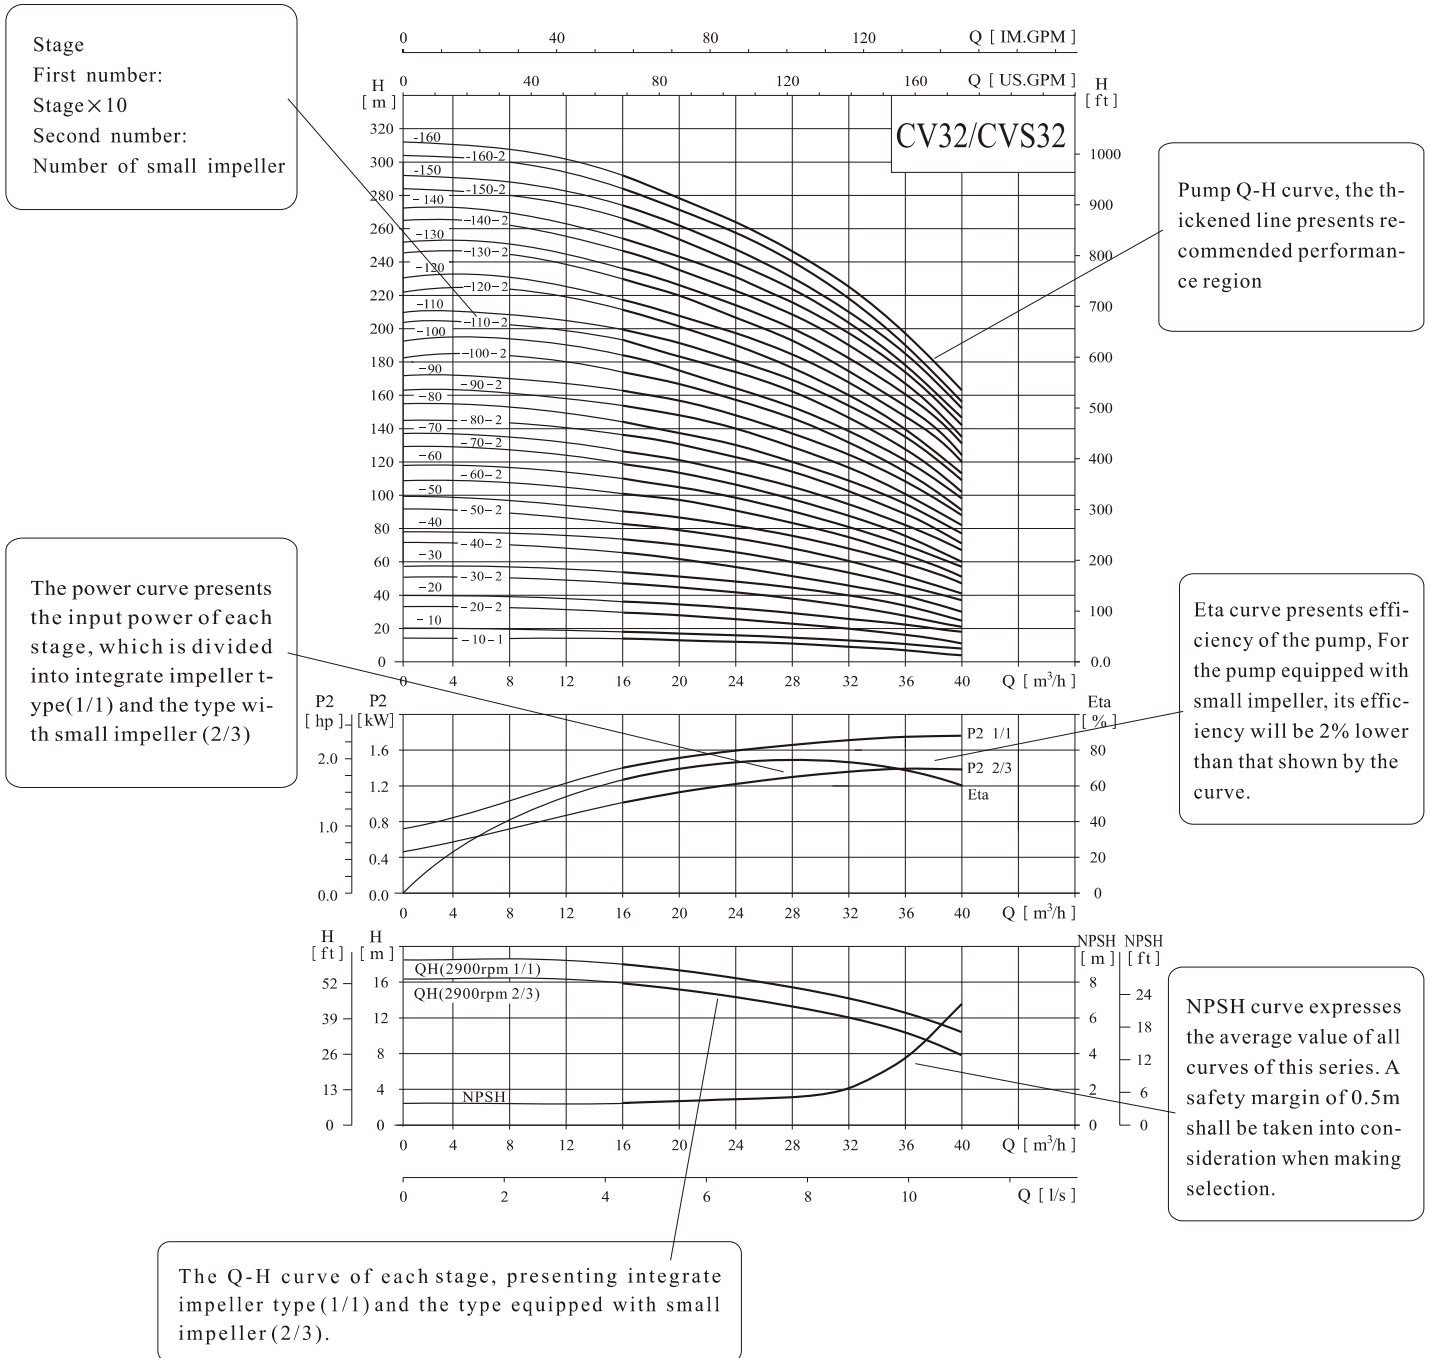 Stage
First number:
Stage×10
Second number:
Number of small impeller
0 40 80 120 Q [ IM.GPM ]
0 40 80 120 160 Q [ US.GPM ]
H
[ m ]
H
[ ft ]
CV32/CVS32
320
300
280
260
240
220
200
180
160
140
120
100
80
60
40
20
0
1000
900
800
700
600
500
400
300
200
100
0.0
-160
-160-2
-150
-150-2
-140
-140-2
-130
-130-2
-120
-120-2
-110
-110-2
-100
-100-2
-90
-90-2
-80
-80-2
-70
-70-2
-60
-60-2
-50
-50-2
-40
-40-2
-30
-30-2
-20
-20-2
-10
-10-1
0 4 8 12 16 20 24 28 32 36 40 Q [ m³/h ]
Pump Q-H curve, the th-
ickened line presents re-
commended performan-
ce region
The power curve presents
the input power of each
stage, which is divided
into integrate impeller t-
ype(1/1) and the type wi-
th small impeller (2/3)
Eta curve presents effi-
ciency of the pump, For
the pump equipped with
small impeller, its effic-
iency will be 2% lower
than that shown by the
curve.
P2
[ hp ]
P2
[kW]
Eta
[ % ]
2.0
1.0
0.0
1.6
1.2
0.8
0.4
0.0
80
60
40
20
0
P2 1/1
P2 2/3
Eta
0 4 8 12 16 20 24 28 32 36 40 Q [ m³/h ]
H
[ ft ]
H
[ m ]
NPSH
[ m ]
NPSH
[ ft ]
52
39
26
13
0
16
12
8
4
0
8
6
4
2
0
24
18
12
6
0
QH(2900rpm 1/1)
QH(2900rpm 2/3)
NPSH
0 4 8 12 16 20 24 28 32 36 40 Q [ m³/h ]
0 2 4 6 8 10 Q [ l/s ]
NPSH curve expresses
the average value of all
curves of this series. A
safety margin of 0.5m
shall be taken into con-
sideration when making
selection.
The Q-H curve of each stage, presenting integrate
impeller type(1/1) and the type equipped with small
impeller (2/3).